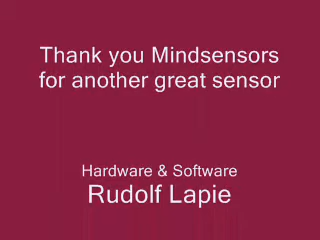 Thank you Mindsensors
for another great sensor
Hardware & Software
Rudolf Lapie